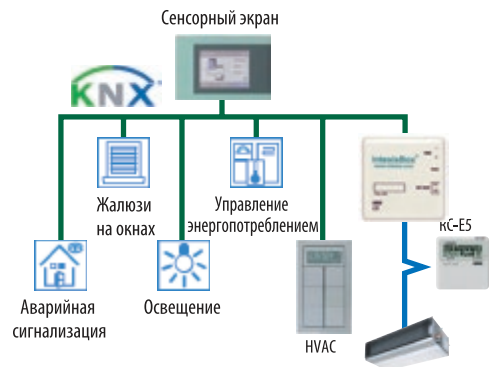 Сенсорный экран
KNX
IntesisBox
Жалюзи
на окнах
Управление
энергопотреблением
RC-E5
Аварийная
сигнализация
Освещение
HVAC